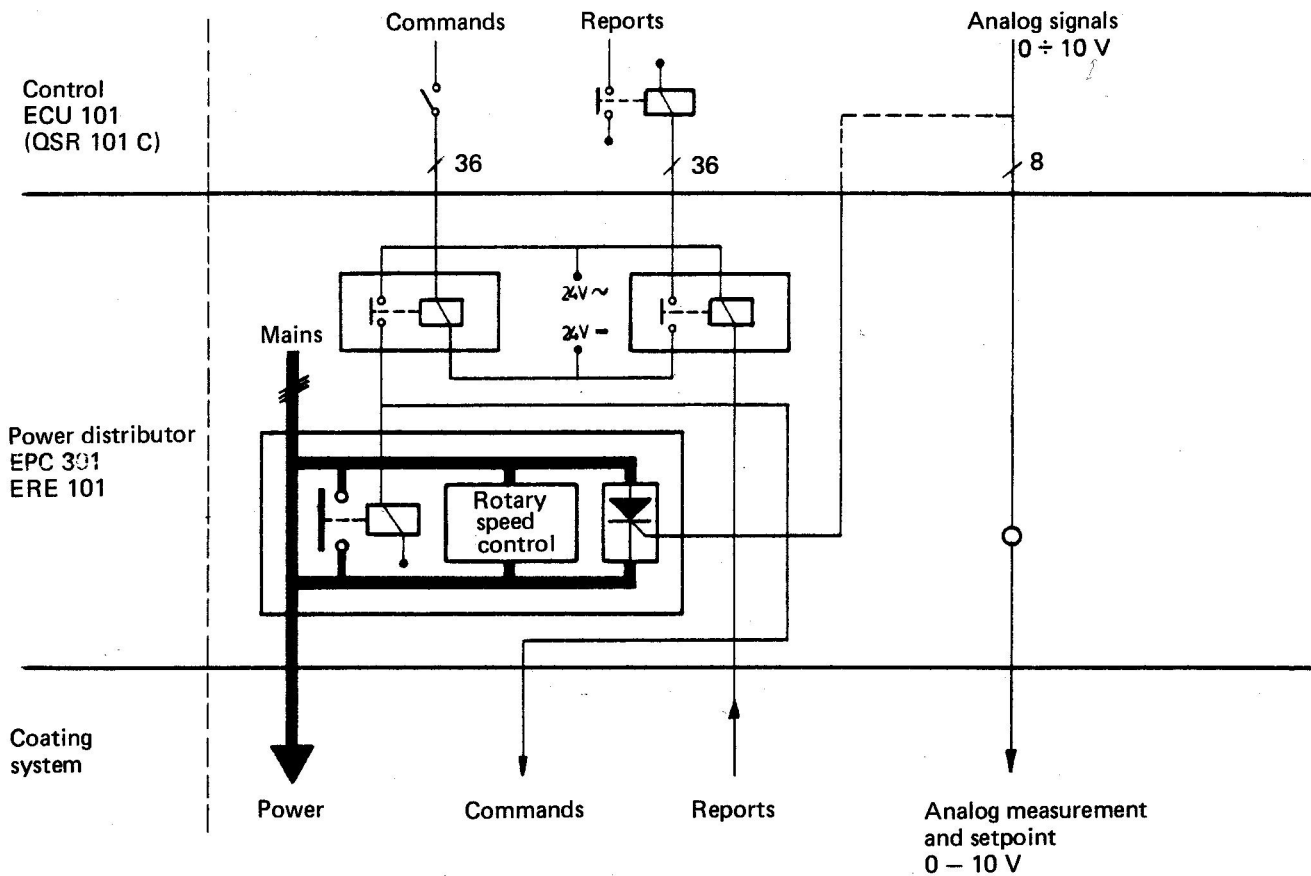 Commands
Reports
Analog signals
0 ÷ 10 V
Control
ECU 101
(QSR 101 C)
36
36
8
24V ~
24V =
Mains
Power distributor
EPC 301
ERE 101
Rotary
speed
control
Coating
system
Power
Commands
Reports
Analog measurement
and setpoint
0 – 10 V